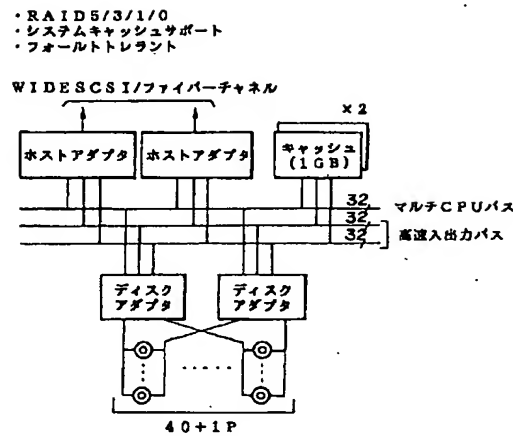 ・RAID5/3/1/0
・システムキャッシュサポート
・フォールトトレラント
WIDESCSI/ファイバーチャネル
×2
ホストアダプタ
ホストアダプタ
キャッシュ
(1GB)
32
マルチCPUバス
32
32
高速入出力バス
ディスク
アダプタ
ディスク
アダプタ
40+1P